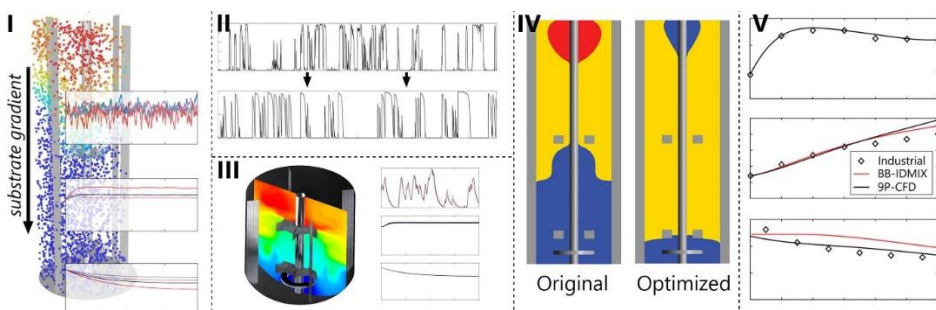 I
substrate gradient
II
III
IV
Original
Optimized
V
Industrial
BB-IDMIX
9P-CFD